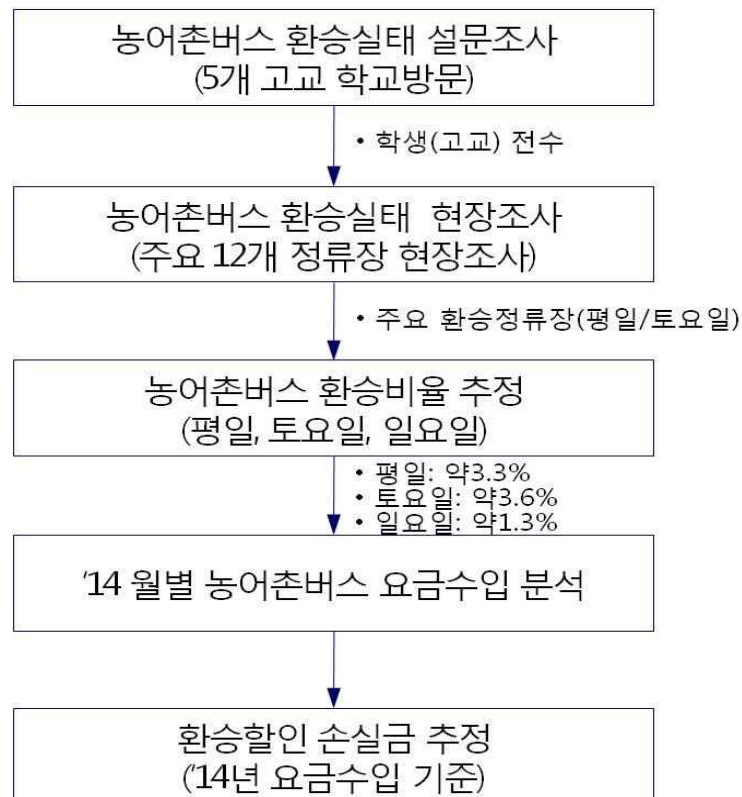 농어촌버스 환승실태 설문조사
(5개 고교 학교방문)
• 학생(고교) 전수
농어촌버스 환승실태 현장조사
(주요 12개 정류장 현장조사)
• 주요 환승정류장(평일/토요일)
농어촌버스 환승비율 추정
(평일, 토요일, 일요일)
• 평일: 약3.3%
• 토요일: 약3.6%
• 일요일: 약1.3%
'14 월별 농어촌버스 요금수입 분석
환승할인 손실금 추정
('14년 요금수입 기준)